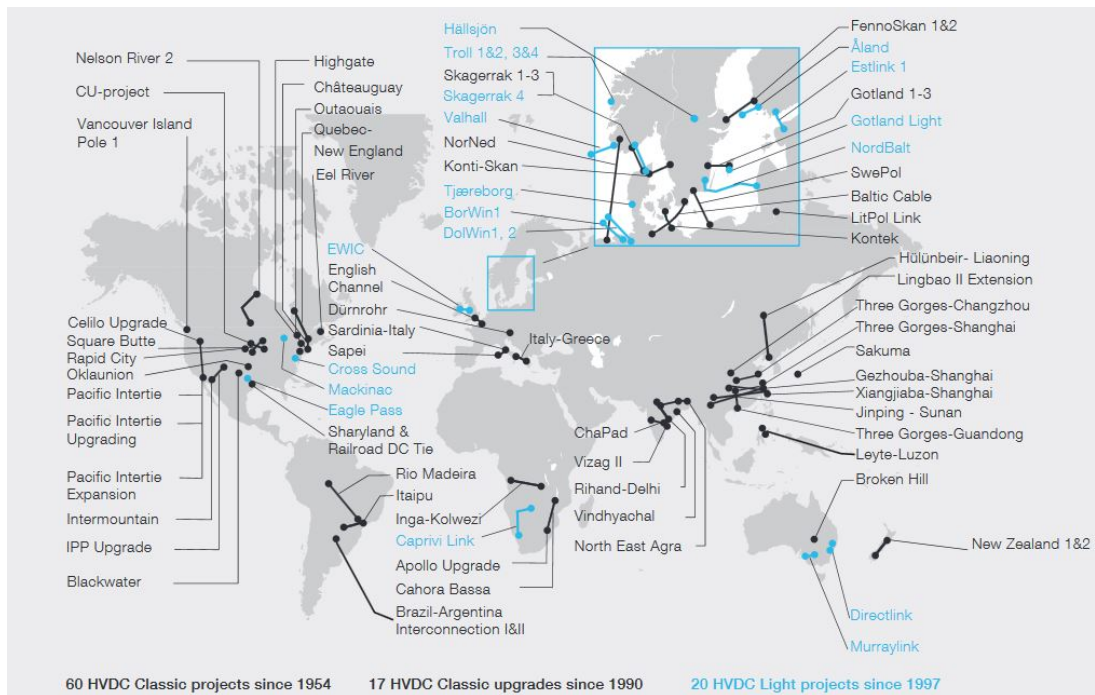 Nelson River 2
CU-project
Vancouver Island
Pole 1
Highgate
Châteauguay
Outaouais
Quebec-
New England
Eel River
Hällsjön
Troll 1&2, 3&4
Skagerrak 1-3
Skagerrak 4
Valhall
NorNed
Konti-Skan
Tjæreborg
BorWin1
DolWin1, 2
FennoSkan 1&2
Åland
Estlink 1
Gotland 1-3
Gotland Light
NordBalt
SwePol
Baltic Cable
LitPol Link
Kontek
EWIC
English
Channel
Dürnrohr
Sardinia-Italy
Sapei
Italy-Greece
Hülünbeir- Liaoning
Lingbao II Extension
Three Gorges-Changzhou
Three Gorges-Shanghai
Sakuma
Gezhouba-Shanghai
Xiangjiaba-Shanghai
Jinping - Sunan
Three Gorges-Guandong
Leyte-Luzon
Celilo Upgrade
Square Butte
Rapid City
Oklaunion
Pacific Intertie
Pacific Intertie
Upgrading
Pacific Intertie
Expansion
Intermountain
IPP Upgrade
Blackwater
Cross Sound
Mackinac
Eagle Pass
Sharyland &
Railroad DC Tie
Rio Madeira
Itaipu
Inga-Kolwezi
Caprivi Link
Apollo Upgrade
Cahora Bassa
Brazil-Argentina
Interconnection I&II
ChaPad
Vizag II
Rihand-Delhi
Vindhyachal
North East Agra
Broken Hill
New Zealand 1&2
Directlink
Murraylink
60 HVDC Classic projects since 1954
17 HVDC Classic upgrades since 1990
20 HVDC Light projects since 1997